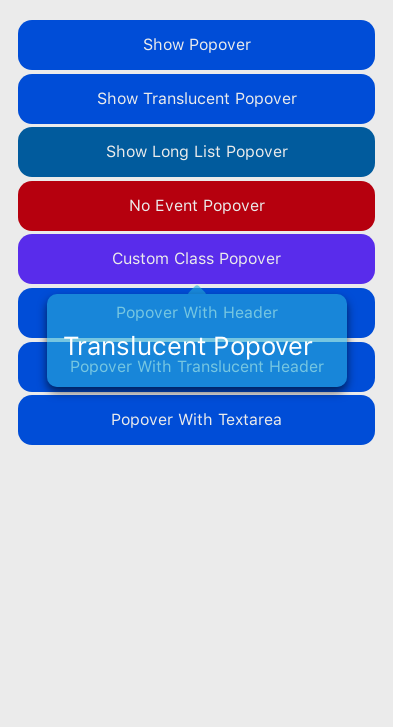 Show Popover
Show Translucent Popover
Show Long List Popover
No Event Popover
Custom Class Popover
Popover With Header
Translucent Popover
Popover With Translucent Header
Popover With Textarea